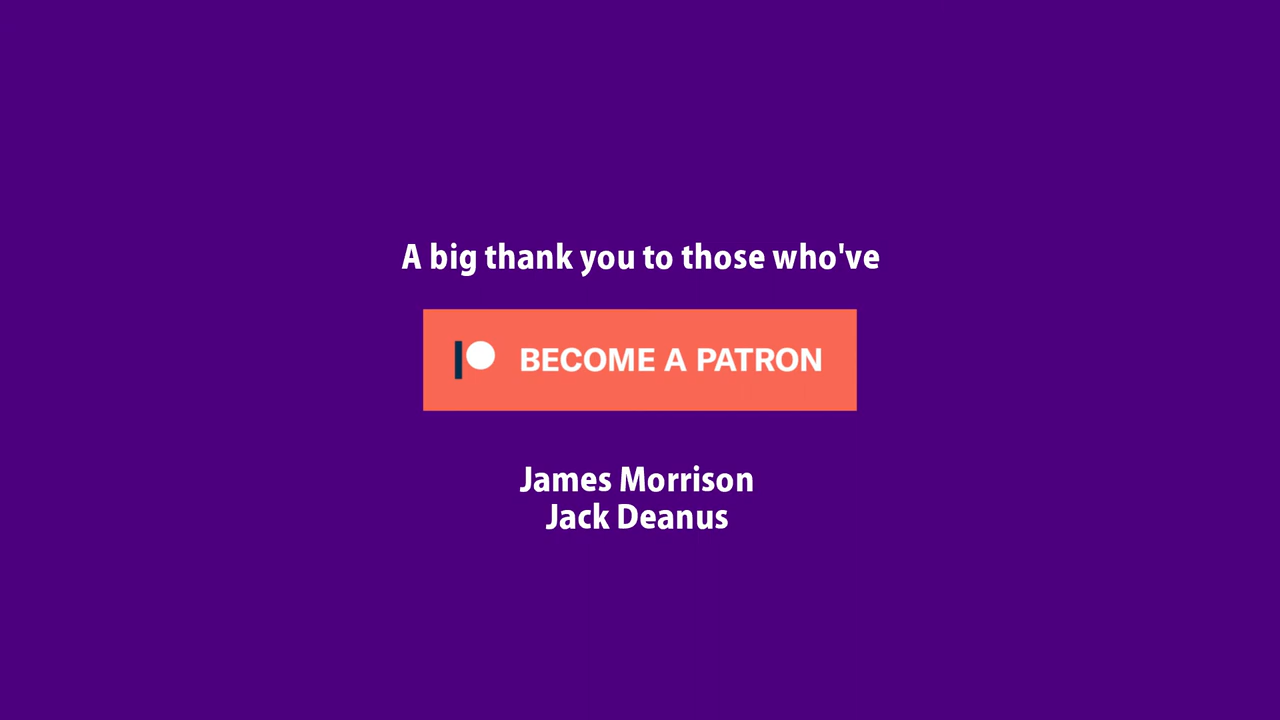 A big thank you to those who've
BECOME A PATRON
James Morrison
Jack Deanus